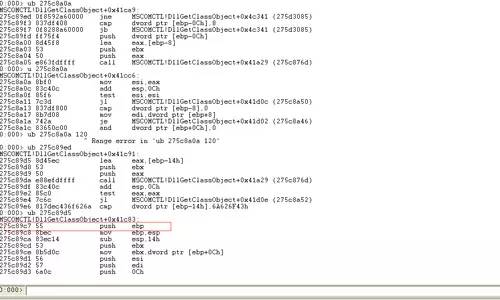 0:000> ub 275c8a0a
MSCOMCTL!DllGetClassObject+0x41ca9:
275c89ed 0f8592a60000 jne MSCOMCTL!DllGetClassObject+0x4c341 (275d3085)
275c89f3 837df408 cmp dword ptr [ebp-0Ch],8
275c89f7 0f8288a60000 jb MSCOMCTL!DllGetClassObject+0x4c341 (275d3085)
275c89fd ff75f4 push dword ptr [ebp-0Ch]
275c8a00 8d45f8 lea eax,[ebp-8]
275c8a03 53 push ebx
275c8a04 50 push eax
275c8a05 e863fdffff call MSCOMCTL!DllGetClassObject+0x41a29 (275c876d)
0:000> u 275c8a0a
MSCOMCTL!DllGetClassObject+0x41cc6:
275c8a0a 8bf0 mov esi,eax
275c8a0c 83c40c add esp,0Ch
275c8a0f 85f6 test esi,esi
275c8a11 7c3d jl MSCOMCTL!DllGetClassObject+0x41d0c (275c8a50)
275c8a13 837df800 cmp dword ptr [ebp-8],0
275c8a17 8b7d08 mov edi,dword ptr [ebp+8]
275c8a1a 742a je MSCOMCTL!DllGetClassObject+0x41d02 (275c8a46)
275c8a1c 83650c00 and dword ptr [ebp+0Ch],0
0:000> ub 275c8a0a 120
^ Range error in 'ub 275c8a0a 120'
0:000> ub 275c89ed
MSCOMCTL!DllGetClassObject+0x41c91:
275c89d5 8d45ec lea eax,[ebp-14h]
275c89d8 53 push ebx
275c89d9 50 push eax
275c89da e88efdffff call MSCOMCTL!DllGetClassObject+0x41a29 (275c876d)
275c89df 83c40c add esp,0Ch
275c89e2 85c0 test eax,eax
275c89e4 7c6c jl MSCOMCTL!DllGetClassObject+0x41d0e (275c8a52)
275c89e6 817dec436f626a cmp dword ptr [ebp-14h],6A626F43h
0:000> ub 275c89d5
MSCOMCTL!DllGetClassObject+0x41c83:
275c89c7 55 push ebp
275c89c8 8bec mov ebp,esp
275c89ca 83ec14 sub esp,14h
275c89cd 53 push ebx
275c89ce 8b5d0c mov ebx,dword ptr [ebp+0Ch]
275c89d1 56 push esi
275c89d2 57 push edi
275c89d3 6a0c push 0Ch
0:000>